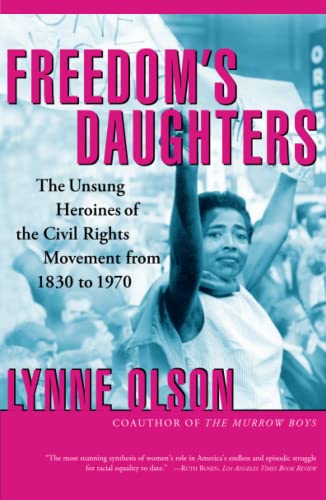 FREEDOM'S
DAUGHTERS
The Unsung
Heroines of
the Civil Rights
Movement from
1830 to 1970
LYNNE OLSON
COAUTHOR OF THE MURROW BOYS
"The most stunning synthesis of women's role in America's endless and episodic struggle
for racial equality to date." —RUTH ROSEN, LOS ANGELES TIMES BOOK REVIEW